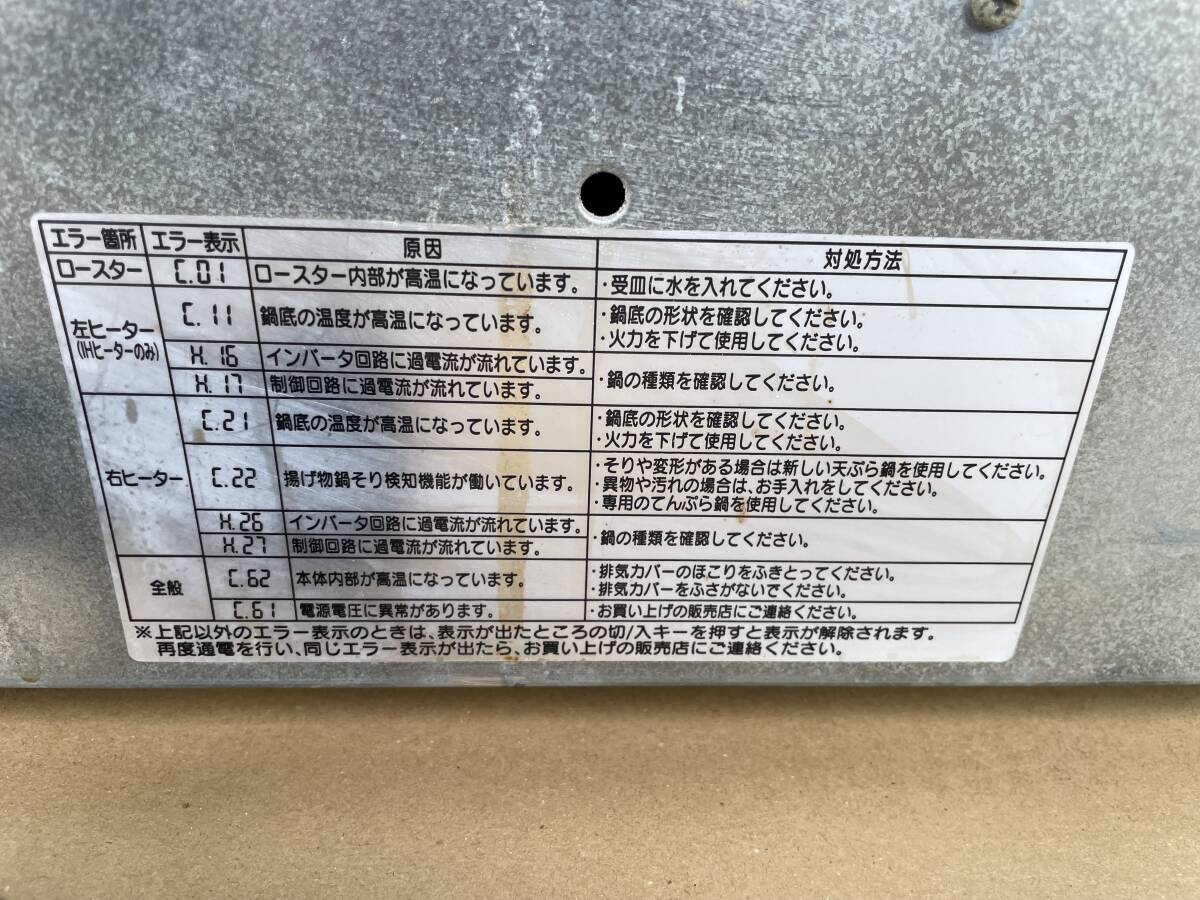 エラー箇所 エラー表示 原因 対処方法
ロースター C.01 ロースター内部が高温になっています。 ・受皿に水を入れてください。
左ヒーター (IHヒーターのみ) C.11 鍋底の温度が高温になっています。 ・鍋底の形状を確認してください。
・火力を下げて使用してください。
H.16 インバータ回路に過電流が流れています。 ・鍋の種類を確認してください。
H.17 制御回路に過電流が流れています。
右ヒーター C.21 鍋底の温度が高温になっています。 ・鍋底の形状を確認してください。
・火力を下げて使用してください。
C.22 揚げ物鍋そり検知機能が働いています。 ・そりや変形がある場合は新しい天ぷら鍋を使用してください。
・異物や汚れの場合は、お手入れをしてください。
・専用のてんぷら鍋を使用してください。
H.26 インバータ回路に過電流が流れています。 ・鍋の種類を確認してください。
H.27 制御回路に過電流が流れています。
全般 C.62 本体内部が高温になっています。 ・排気カバーのほこりをふきとってください。
・排気カバーをふさがないでください。
C.61 電源電圧に異常があります。 ・お買い上げの販売店にご連絡ください。
※上記以外のエラー表示のときは、表示が出たところの切/入キーを押すと表示が解除されます。
再度通電を行い、同じエラー表示が出たら、お買い上げの販売店にご連絡ください。